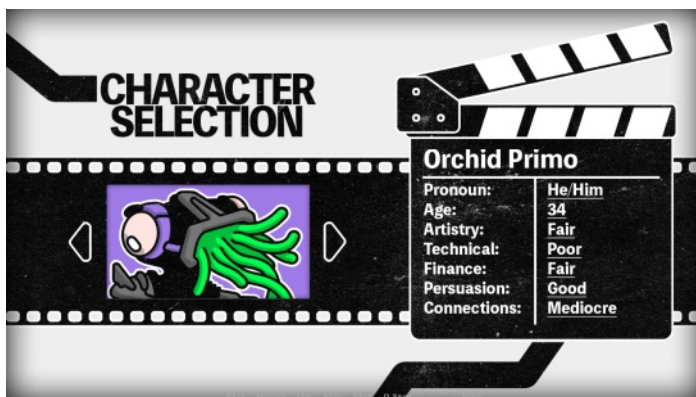 CHARACTER
SELECTION
Orchid Primo
Pronoun: He/Him
Age: 34
Artistry: Fair
Technical: Poor
Finance: Fair
Persuasion: Good
Connections: Mediocre